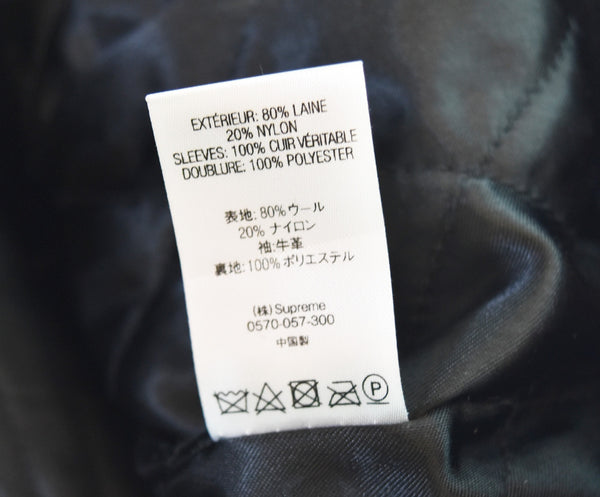 EXTÉRIEUR: 80% LAINE
20% NYLON
SLEEVES: 100% CUIR VÉRITABLE
DOUBLURE: 100% POLYESTER
表地: 80%ウール
20% ナイロン
袖: 牛革
裏地: 100%ポリエステル
(株) Supreme
0570-057-300
中国製
P